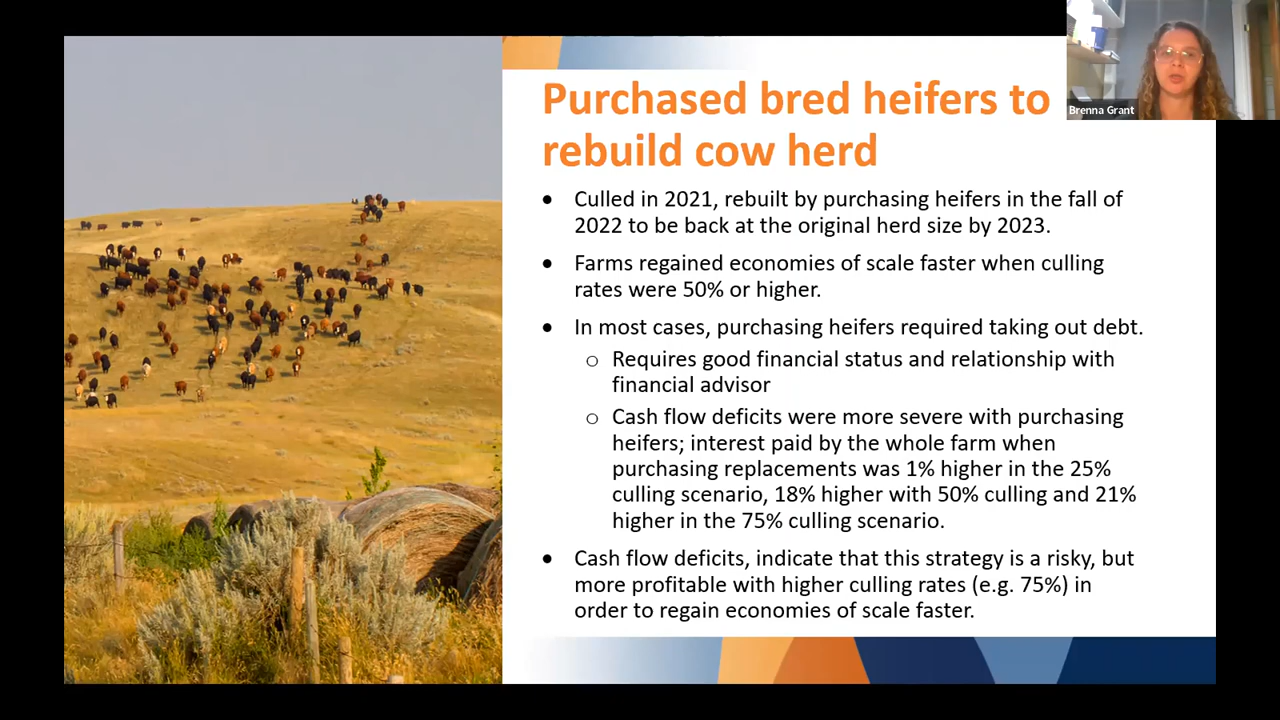 Brenna Grant
Purchased bred heifers to
rebuild cow herd
• Culled in 2021, rebuilt by purchasing heifers in the fall of
2022 to be back at the original herd size by 2023.
• Farms regained economies of scale faster when culling
rates were 50% or higher.
• In most cases, purchasing heifers required taking out debt.
o Requires good financial status and relationship with
financial advisor
o Cash flow deficits were more severe with purchasing
heifers; interest paid by the whole farm when
purchasing replacements was 1% higher in the 25%
culling scenario, 18% higher with 50% culling and 21%
higher in the 75% culling scenario.
• Cash flow deficits, indicate that this strategy is a risky, but
more profitable with higher culling rates (e.g. 75%) in
order to regain economies of scale faster.